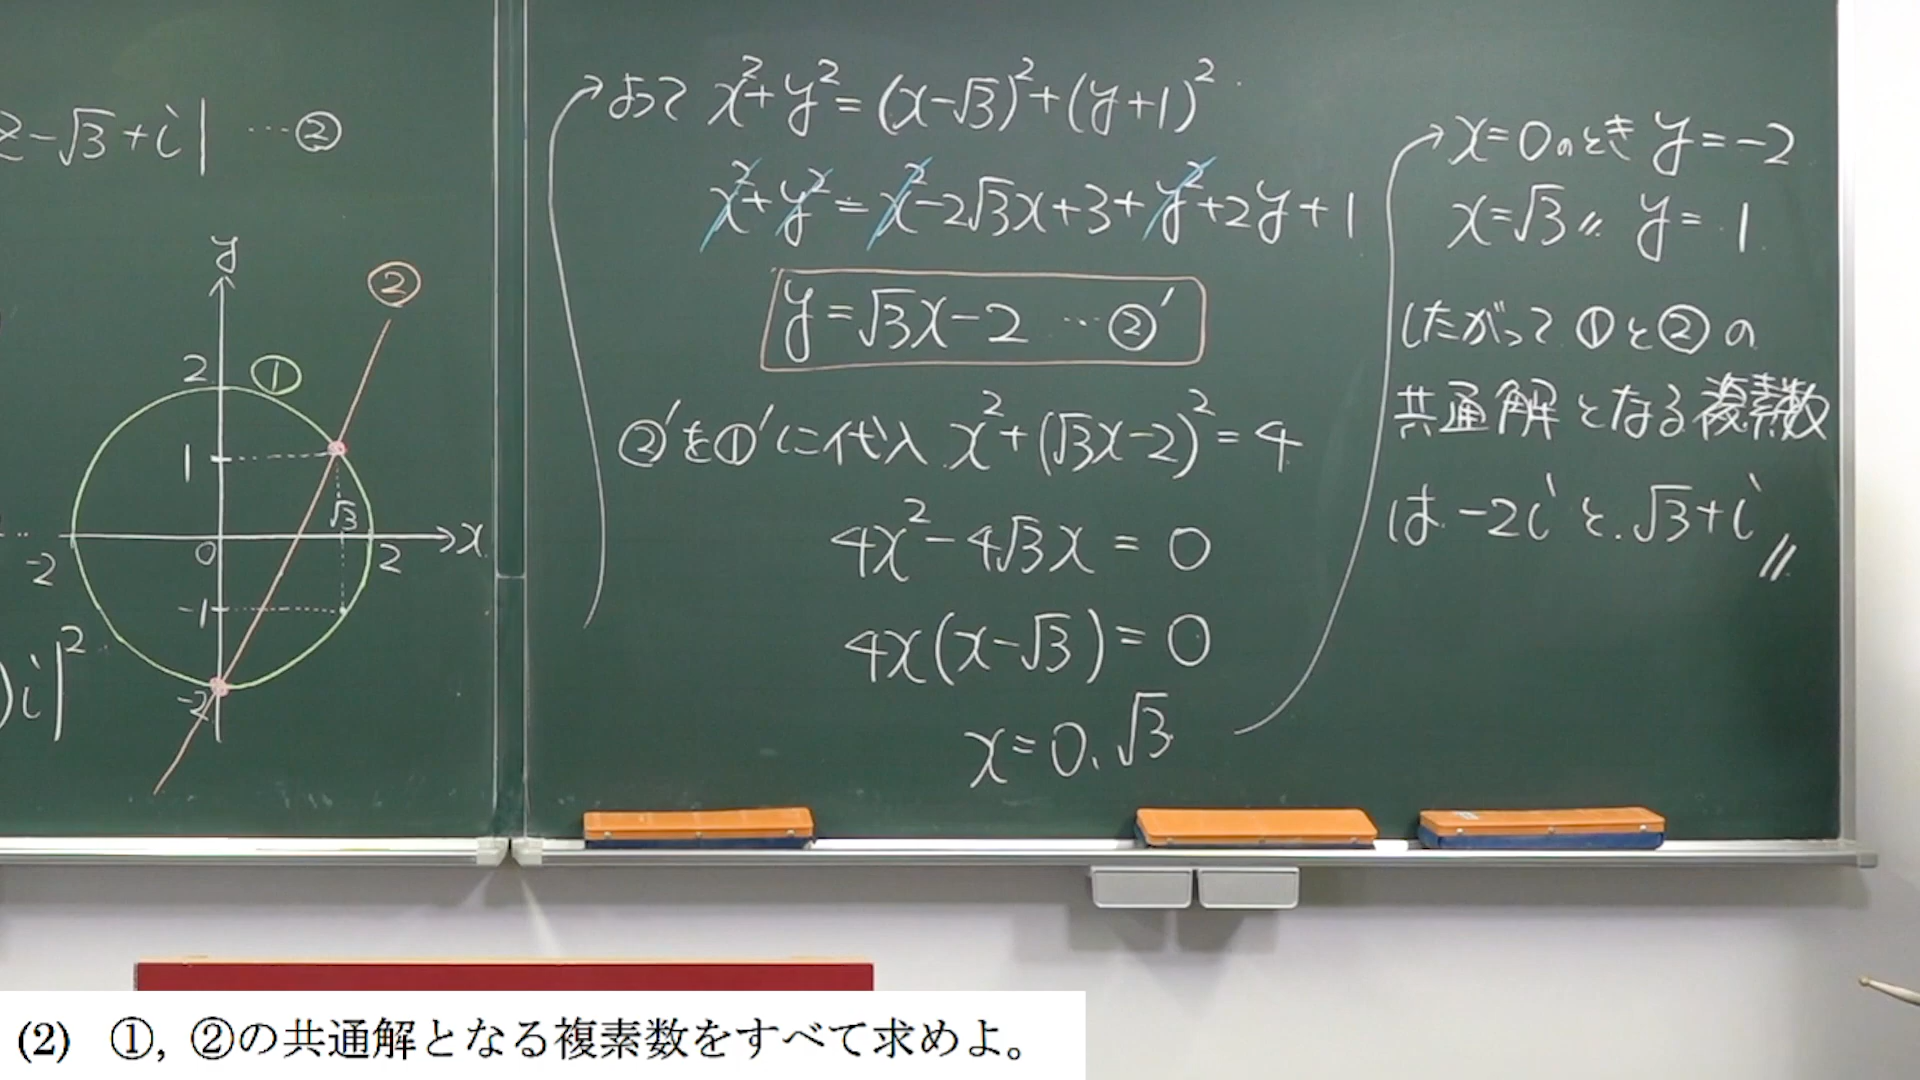 z-√3+i| …②
y
②
2
①
1
√3
-2 0 2 x
-1
-2
)i|²
よって x²+y²=(x-√3)²+(y+1)²
x²+y²=x²-2√3x+3+y²+2y+1
y=√3x-2 …②'
②'を①'に代入 x²+(√3x-2)²=4
4x²-4√3x=0
4x(x-√3)=0
x=0,√3
x=0のとき y=-2
x=√3 〃 y=1
したがって ①と②の
共通解となる複素数
は -2i と √3+i 〃
(2) ①, ②の共通解となる複素数をすべて求めよ。